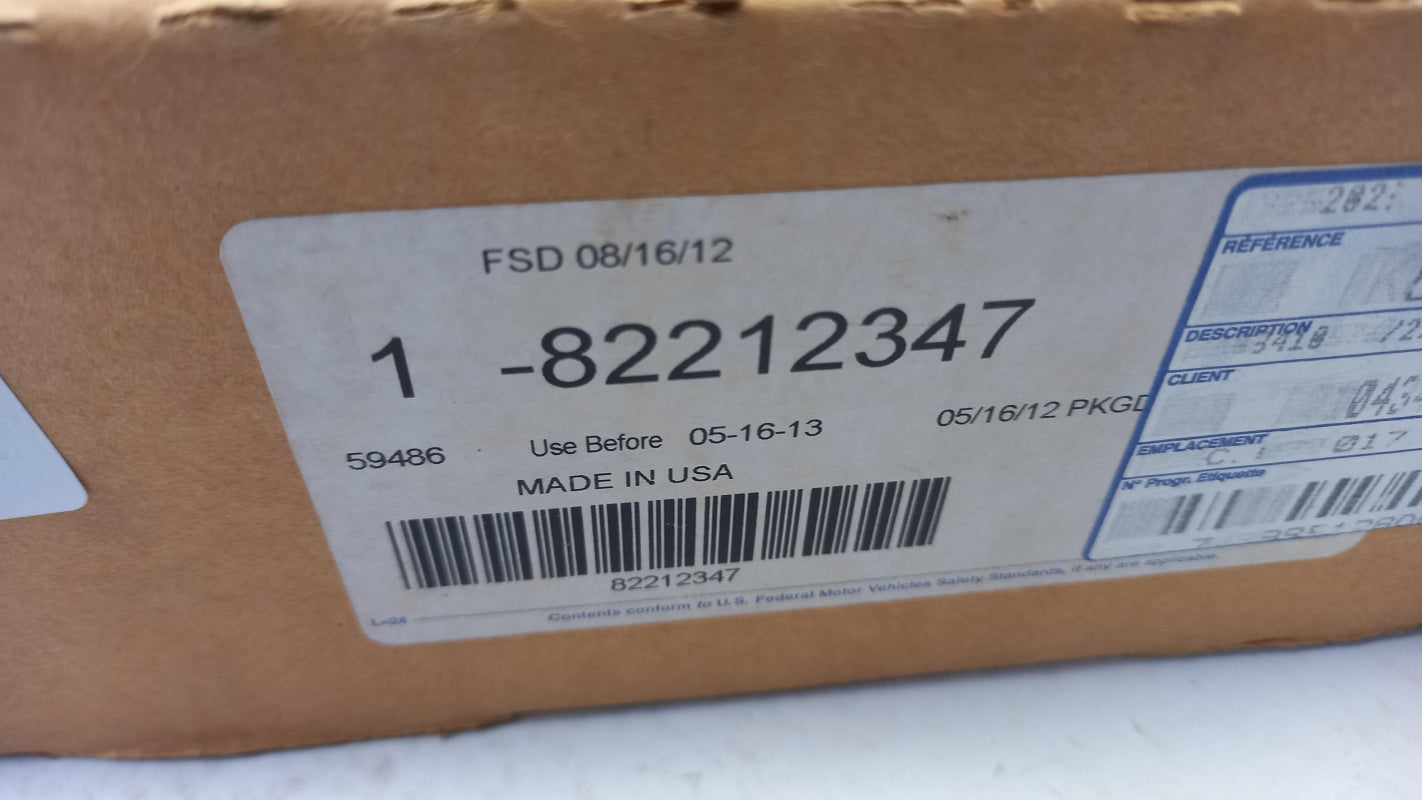 FSD 08/16/12
1 -82212347
59486 Use Before 05-16-13 05/16/12 PKGD
MADE IN USA
82212347
L-94 Contents conform to U.S. Federal Motor Vehicles Safety Standards, if any are applicable.
RÉFÉRENCE
DESCRIPTION
CLIENT
EMPLACEMENT
017
N° Progr. Etiquette